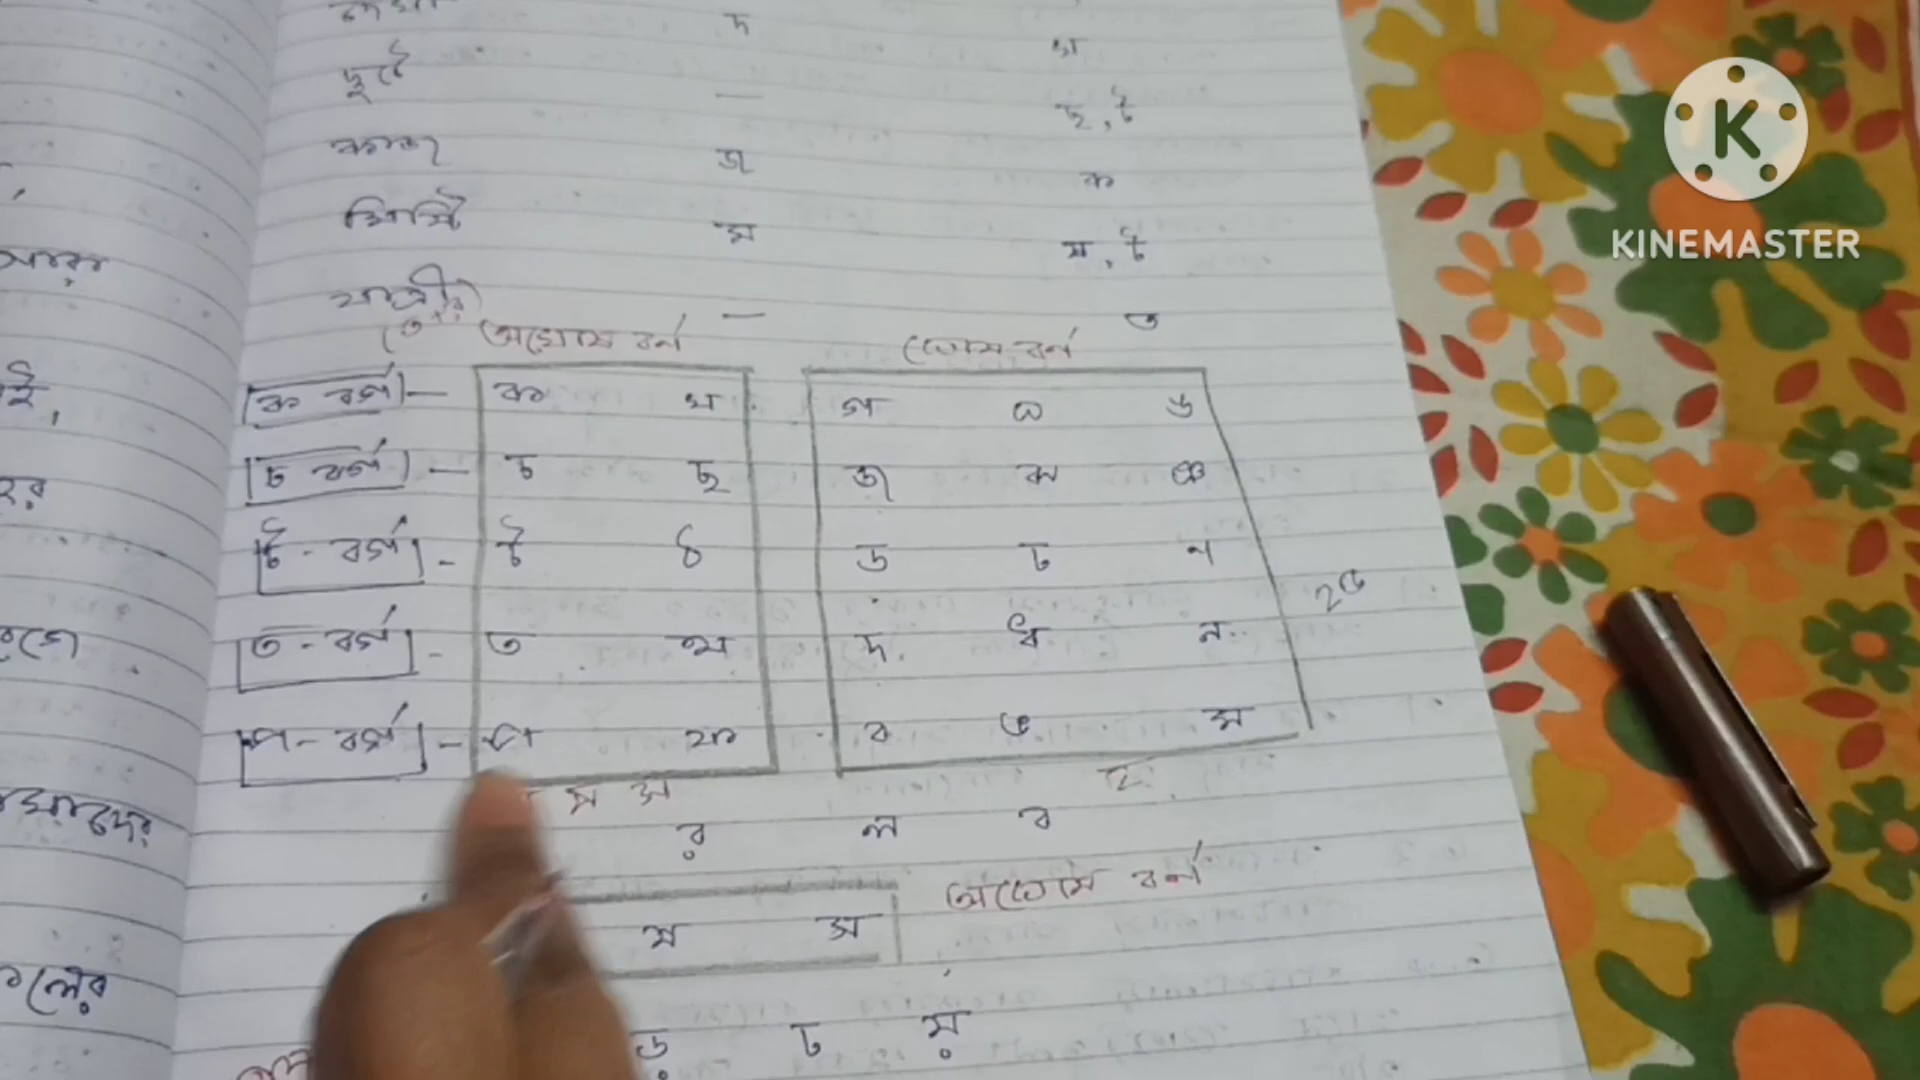 দ গ
ছুটে — ছ, ট
কাজ জ ক
মিষ্টি ম ষ, ট
যাত্রীর — ত
অঘোষ বর্ণ ঘোষ বর্ণ
ক বর্গ — ক খ গ ঘ ঙ
চ বর্গ — চ ছ জ ঝ ঞ
ট - বর্গ - ট ঠ ড ঢ ণ
ত - বর্গ - ত থ দ ধ ন
২৫
প - বর্গ - প ফ ব ভ ম
ষ স হ
র ল ব
অঘোষ বর্ণ
ষ স
ড় ঢ় য়
K
KINEMASTER